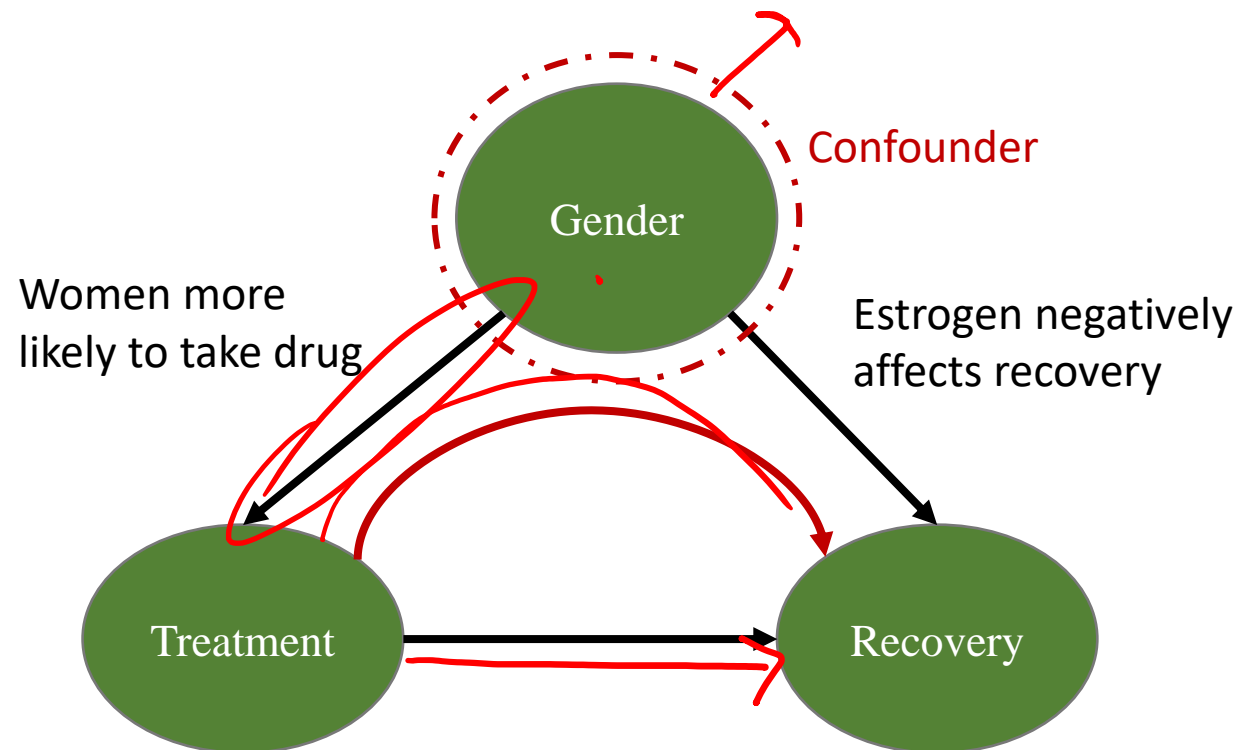 Confounder
Gender
Women more
likely to take drug
Estrogen negatively
affects recovery
Treatment
Recovery